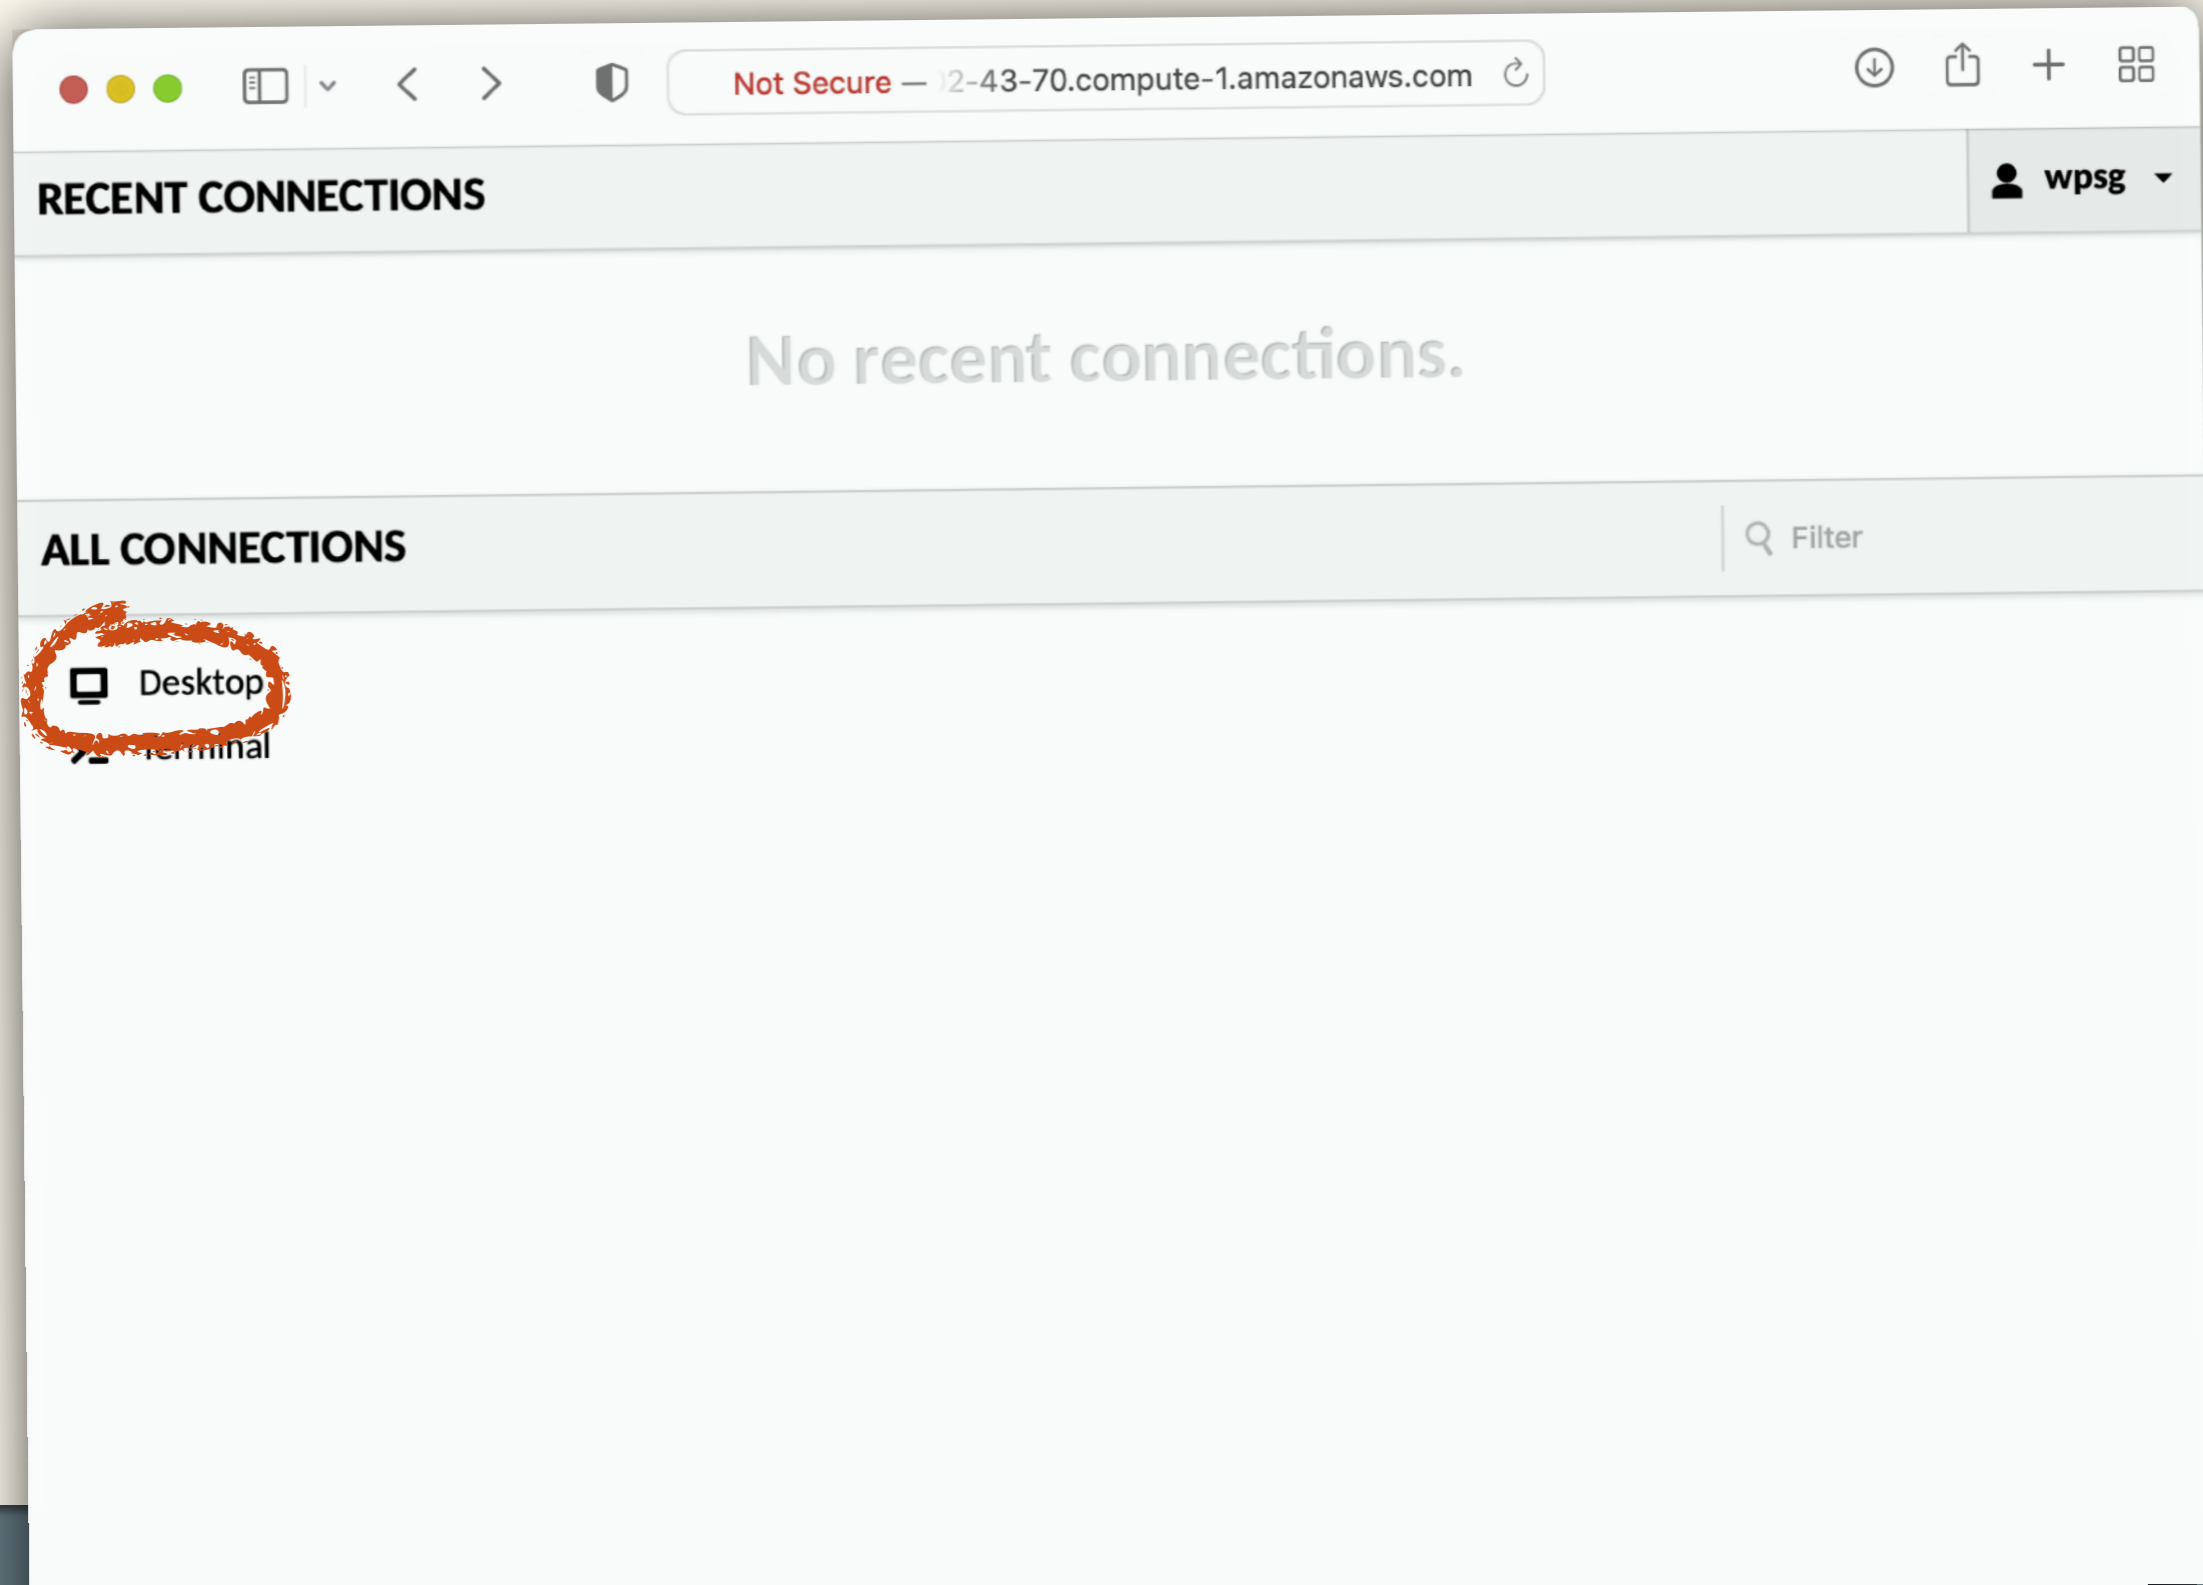 Not Secure — 2-43-70.compute-1.amazonaws.com
RECENT CONNECTIONS
wpsg
No recent connections.
ALL CONNECTIONS
Filter
Desktop
Terminal